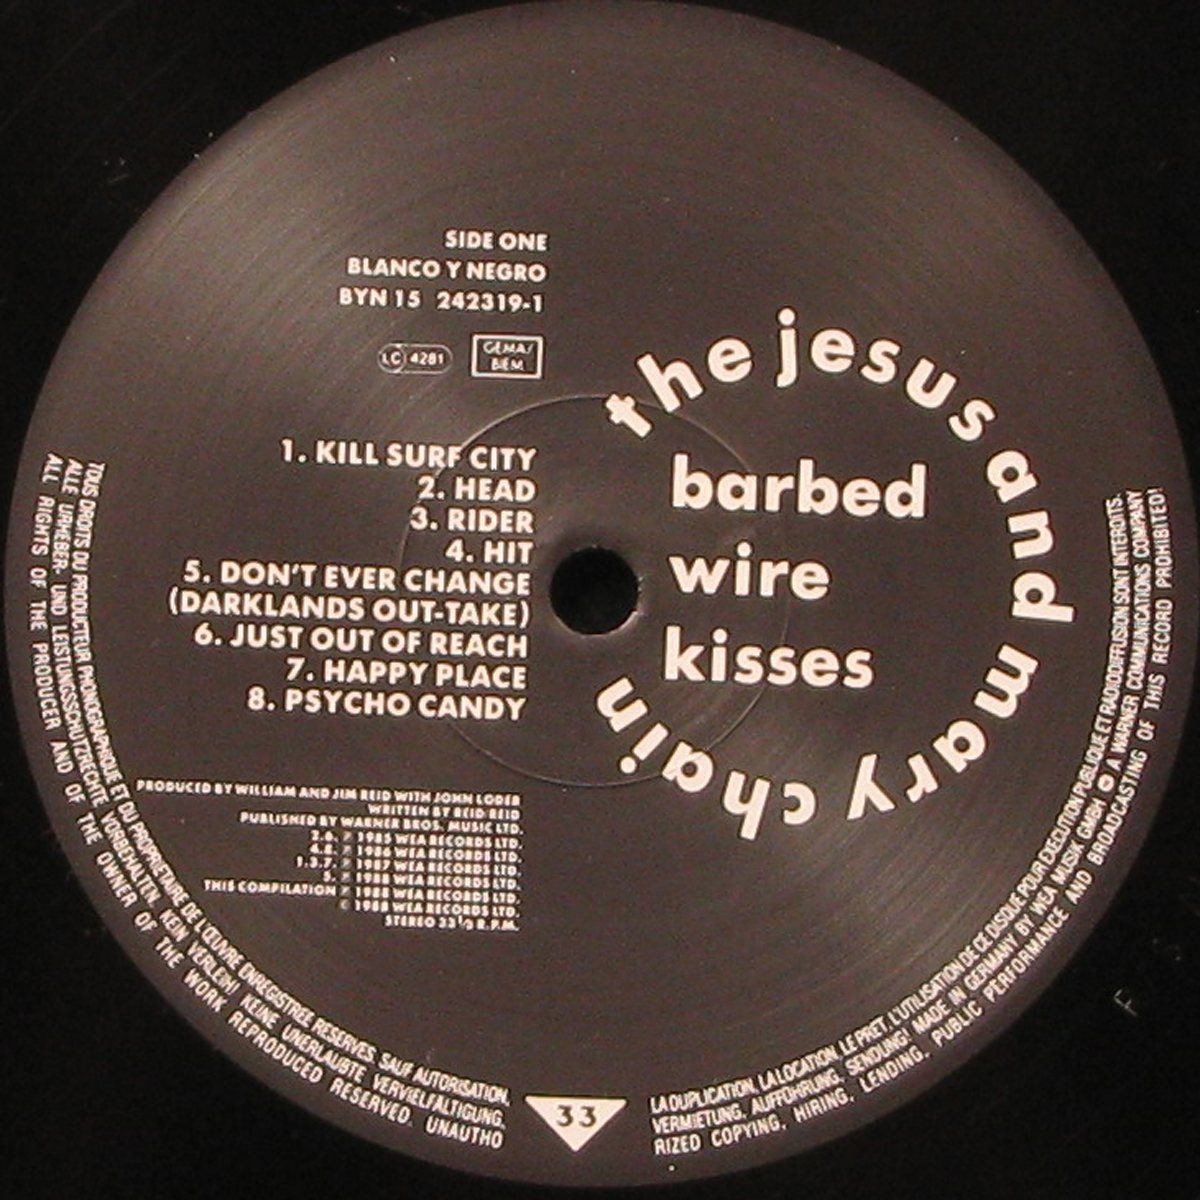 SIDE ONE
BLANCO Y NEGRO
BYN 15 242319-1
LC 4281
GEMA/
BIEM
1. KILL SURF CITY
2. HEAD
3. RIDER
4. HIT
5. DON'T EVER CHANGE
(DARKLANDS OUT-TAKE)
6. JUST OUT OF REACH
7. HAPPY PLACE
8. PSYCHO CANDY
the jesus and mary chain
barbed
wire
kisses
PRODUCED BY WILLIAM AND JIM REID WITH JOHN LODER
WRITTEN BY REID/REID
PUBLISHED BY WARNER BROS. MUSIC LTD.
2.6. ℗ 1985 WEA RECORDS LTD.
4.8. ℗ 1986 WEA RECORDS LTD.
1.3.7. ℗ 1987 WEA RECORDS LTD.
5. ℗ 1988 WEA RECORDS LTD.
THIS COMPILATION ℗ 1988 WEA RECORDS LTD.
© 1988 WEA RECORDS LTD.
STEREO 33⅓ R.P.M.
TOUS DROITS DU PRODUCTEUR PHONOGRAPHIQUE ET DU PROPRIETAIRE DE L'ŒUVRE ENREGISTREE RESERVES. SAUF AUTORISATION, LA DUPLICATION, LA LOCATION, LE PRET, L'UTILISATION DE CE DISQUE POUR EXECUTION PUBLIQUE ET RADIODIFFUSION SONT INTERDITS.
ALLE URHEBER- UND LEISTUNGSSCHUTZRECHTE VORBEHALTEN. KEIN VERLEIH! KEINE UNERLAUBTE VERVIELFÄLTIGUNG, VERMIETUNG, AUFFÜHRUNG, SENDUNG! MADE IN GERMANY BY WEA MUSIK GMBH A WARNER COMMUNICATIONS COMPANY
ALL RIGHTS OF THE PRODUCER AND OF THE OWNER OF THE WORK REPRODUCED RESERVED. UNAUTHORIZED COPYING, HIRING, LENDING, PUBLIC PERFORMANCE AND BROADCASTING OF THIS RECORD PROHIBITED!
33
F